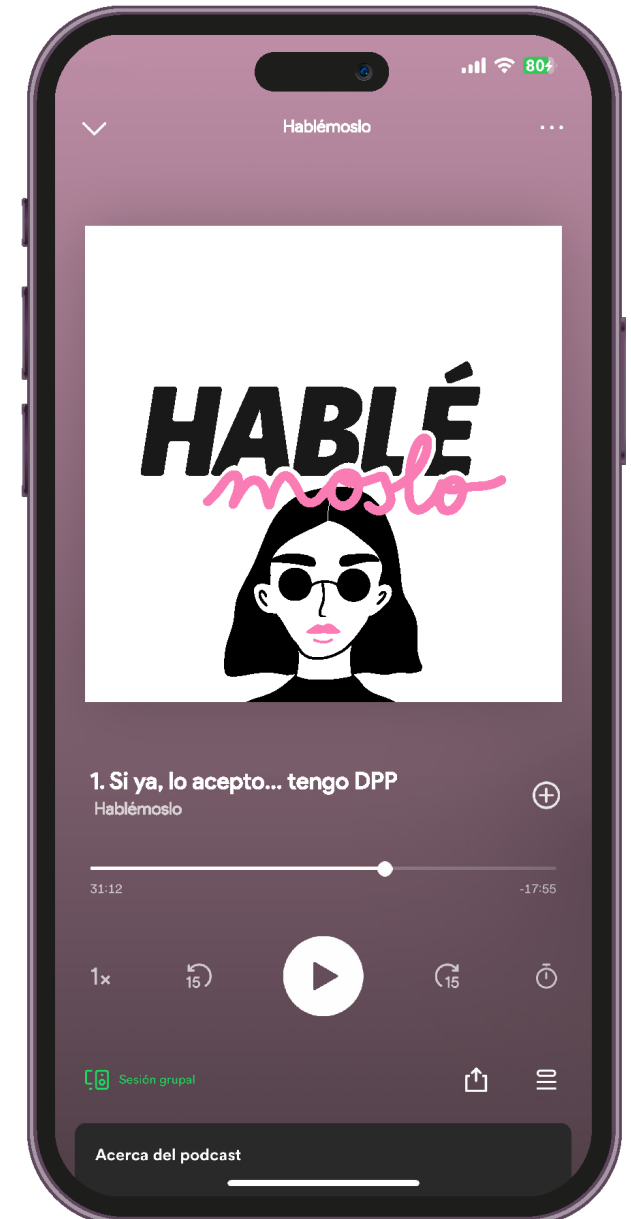 80
Hablémoslo
HABLÉ
moslo
1. Si ya, lo acepto... tengo DPP
Hablémoslo
31:12
-17:55
1x
15
15
Sesión grupal
Acerca del podcast